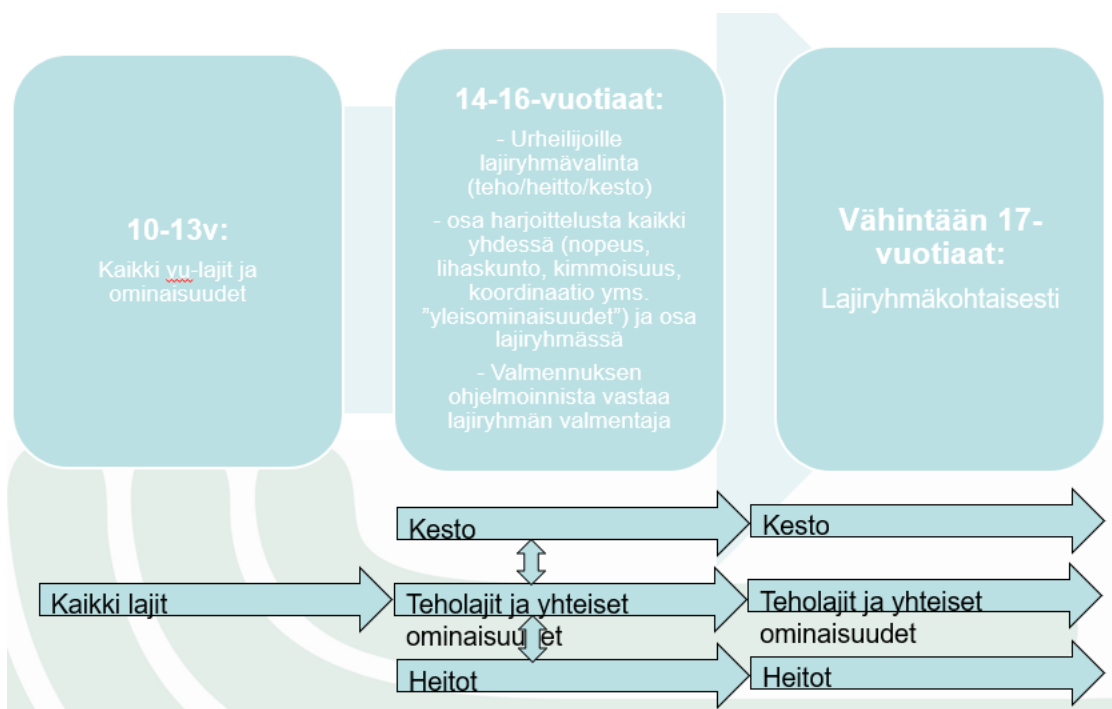 10-13v:
Kaikki yu-lajit ja
ominaisuudet
14-16-vuotiaat:
- Urheilijoille
lajiryhmävalinta
(teho/heitto/kesto)
- osa harjoittelusta kaikki
yhdessä (nopeus,
lihaskunto, kimmoisuus,
koordinaatio yms.
"yleisominaisuudet") ja osa
lajiryhmässä
- Valmennuksen
ohjelmoinnista vastaa
lajiryhmän valmentaja
Vähintään 17-
vuotiaat:
Lajiryhmäkohtaisesti
Kesto
Kesto
Kaikki lajit
Teholajit ja yhteiset
ominaisuudet
Teholajit ja yhteiset
ominaisuudet
Heitot
Heitot